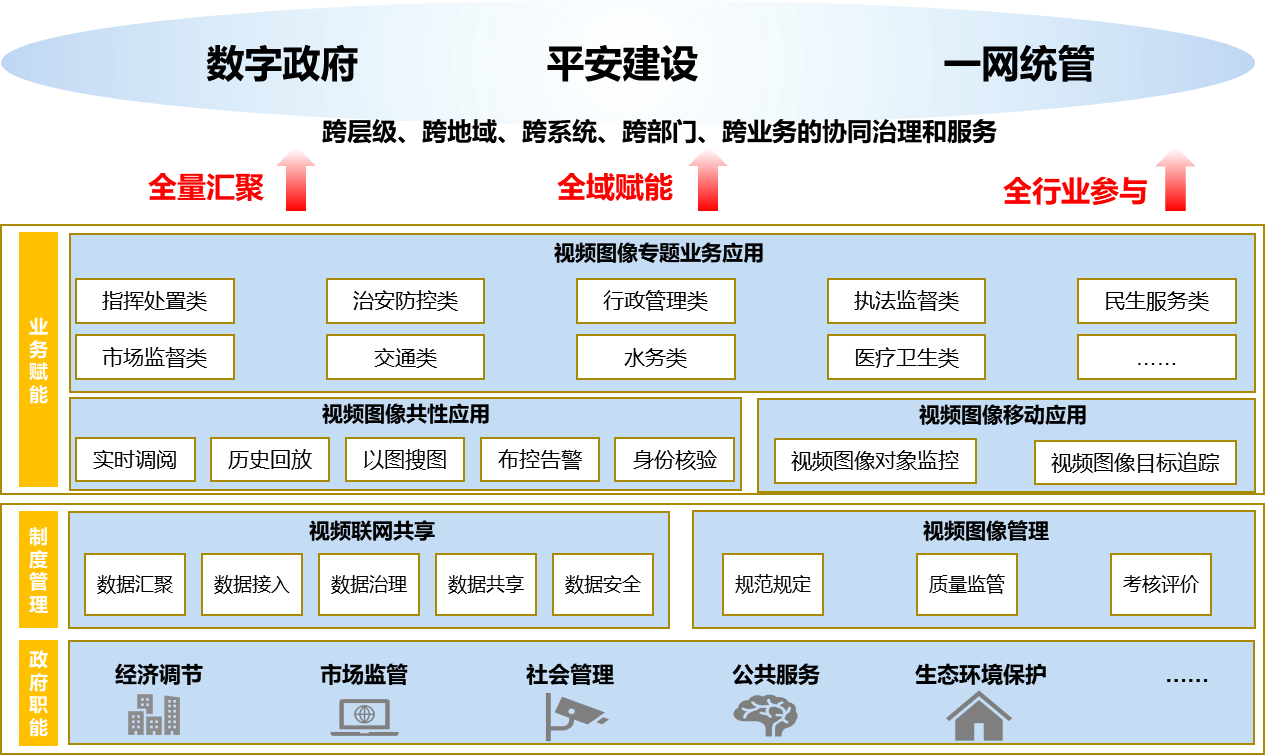 数字政府
平安建设
一网统管
跨层级、跨地域、跨系统、跨部门、跨业务的协同治理和服务
全量汇聚
全域赋能
全行业参与
业务赋能
视频图像专题业务应用
指挥处置类
治安防控类
行政管理类
执法监督类
民生服务类
市场监督类
交通类
水务类
医疗卫生类
……
视频图像共性应用
实时调阅
历史回放
以图搜图
布控告警
身份核验
视频图像移动应用
视频图像对象监控
视频图像目标追踪
制度管理
视频联网共享
数据汇聚
数据接入
数据治理
数据共享
数据安全
视频图像管理
规范规定
质量监管
考核评价
政府职能
经济调节
市场监管
社会管理
公共服务
生态环境保护
……